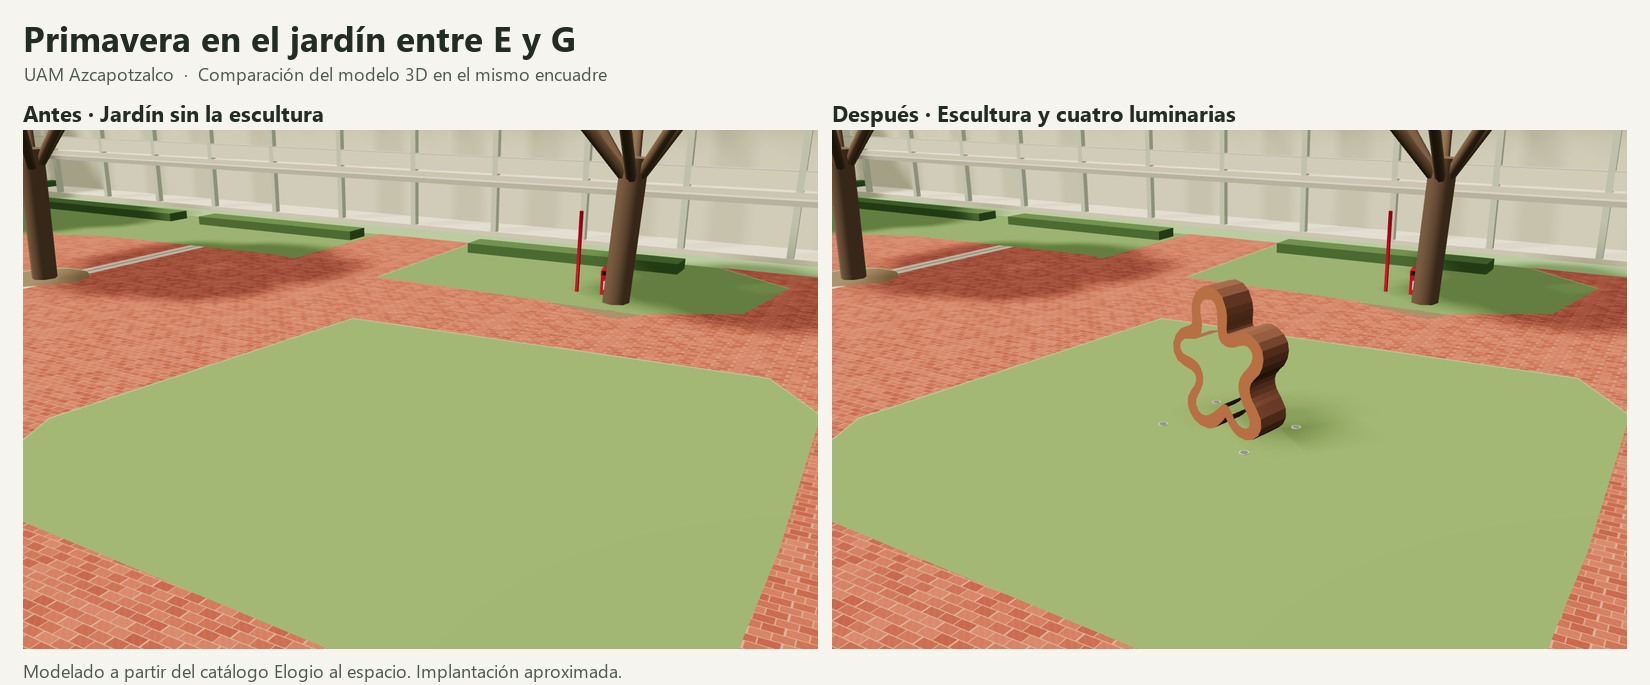 Primavera en el jardín entre E y G
UAM Azcapotzalco · Comparación del modelo 3D en el mismo encuadre
Antes · Jardín sin la escultura
Después · Escultura y cuatro luminarias
Modelado a partir del catálogo Elogio al espacio. Implantación aproximada.